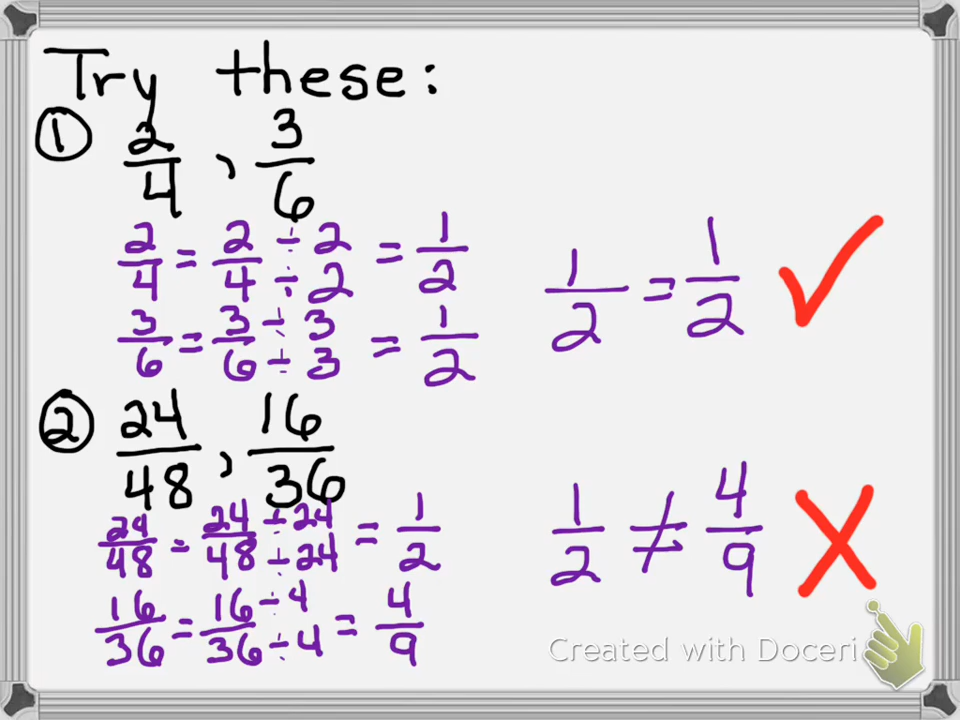 Try these:
① 2/4 , 3/6
2/4 = 2/4 ÷ 2/2 = 1/2
3/6 = 3/6 ÷ 3/3 = 1/2
1/2 = 1/2 ✓
② 24/48 , 16/36
24/48 = 24/48 ÷ 24/24 = 1/2
16/36 = 16/36 ÷ 4/4 = 4/9
1/2 ≠ 4/9 X
Created with Doceri